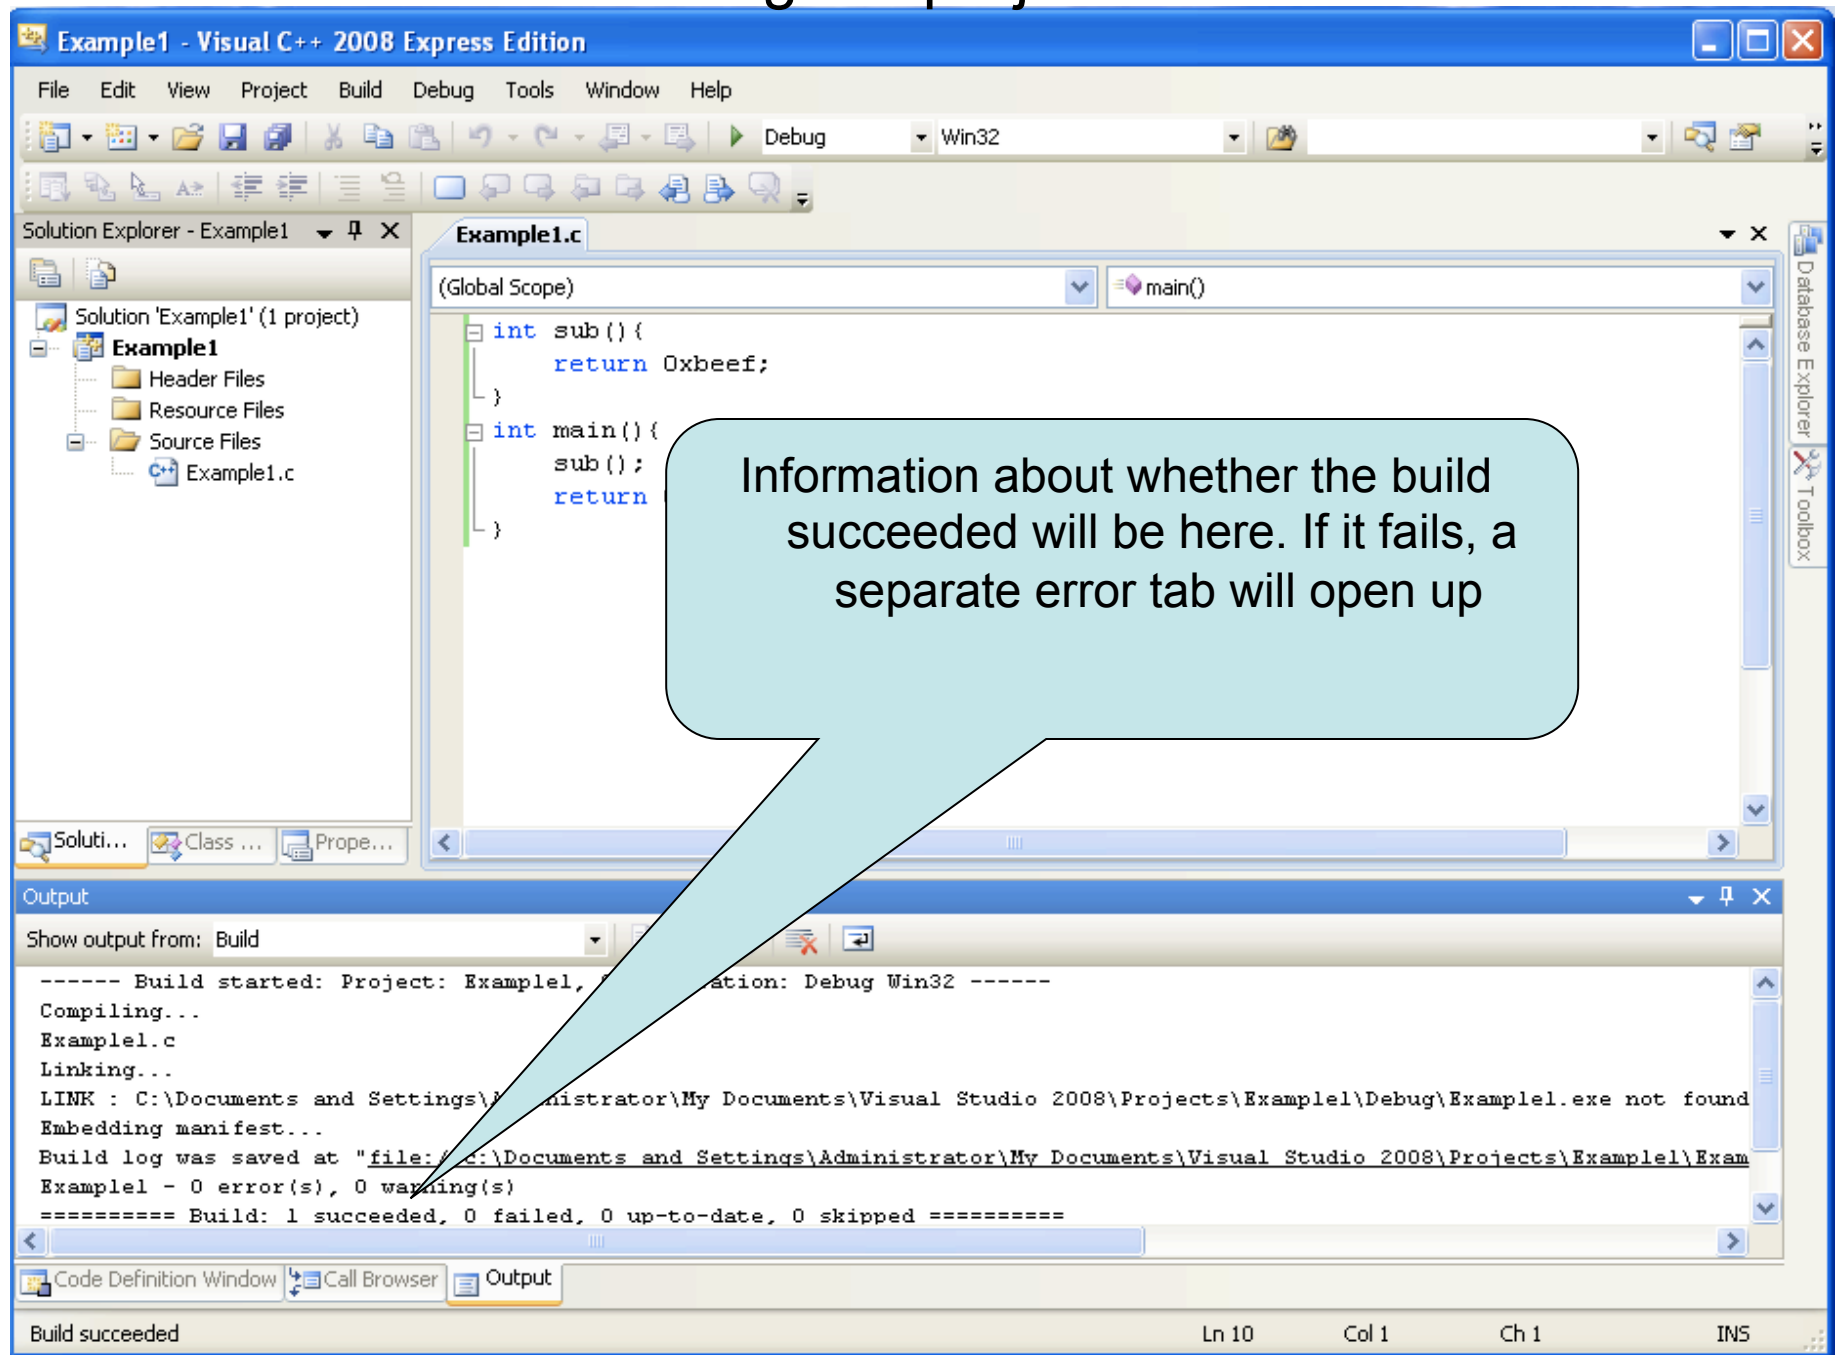 Example1 - Visual C++ 2008 Express Edition
File Edit View Project Build Debug Tools Window Help
Debug Win32
Solution Explorer - Example1
Example1.c
(Global Scope) main()
Solution 'Example1' (1 project)
Example1
Header Files
Resource Files
Source Files
Example1.c
int sub(){
return 0xbeef;
}
int main(){
sub();
return
}
Information about whether the build
succeeded will be here. If it fails, a
separate error tab will open up
Database Explorer
Toolbox
Soluti... Class ... Prope...
Output
Show output from: Build
------ Build started: Project: Example1, ation: Debug Win32 ------
Compiling...
Example1.c
Linking...
LINK : C:\Documents and Settings\Administrator\My Documents\Visual Studio 2008\Projects\Example1\Debug\Example1.exe not found
Embedding manifest...
Build log was saved at "file://c:\Documents and Settings\Administrator\My Documents\Visual Studio 2008\Projects\Example1\Exam
Example1 - 0 error(s), 0 warning(s)
========== Build: 1 succeeded, 0 failed, 0 up-to-date, 0 skipped ==========
Code Definition Window Call Browser Output
Build succeeded Ln 10 Col 1 Ch 1 INS